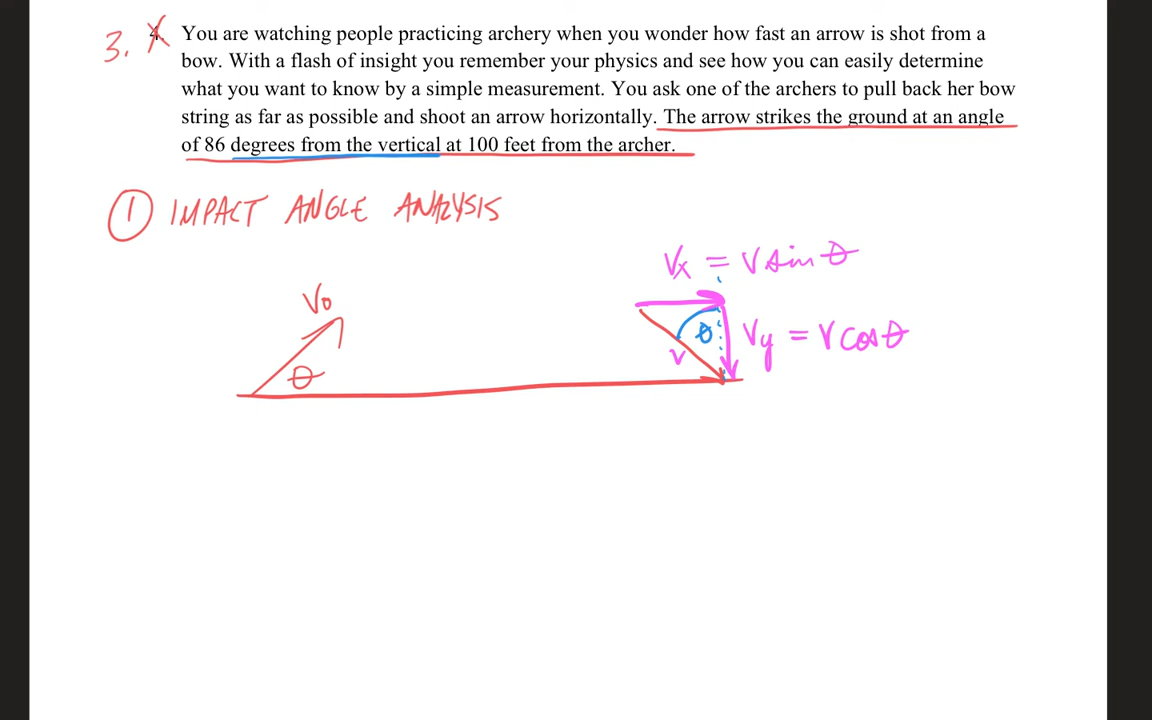 3. 4. You are watching people practicing archery when you wonder how fast an arrow is shot from a
bow. With a flash of insight you remember your physics and see how you can easily determine
what you want to know by a simple measurement. You ask one of the archers to pull back her bow
string as far as possible and shoot an arrow horizontally. The arrow strikes the ground at an angle
of 86 degrees from the vertical at 100 feet from the archer.
① IMPACT ANGLE ANALYSIS
Vx = V sin θ
V₀
θ
θ
Vy = V cos θ
V